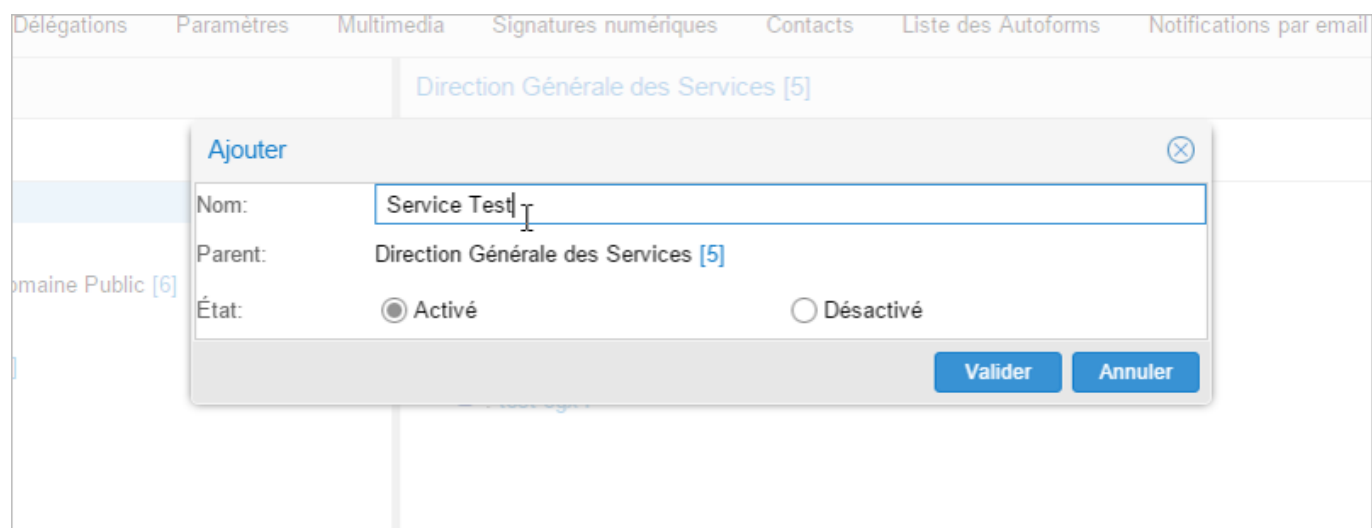 Délégations Paramètres Multimedia Signatures numériques Contacts Liste des Autoforms Notifications par email
Direction Générale des Services [5]
Ajouter
Nom: Service Test
Parent: Direction Générale des Services [5]
omaine Public [6]
État: Activé Désactivé
Valider Annuler